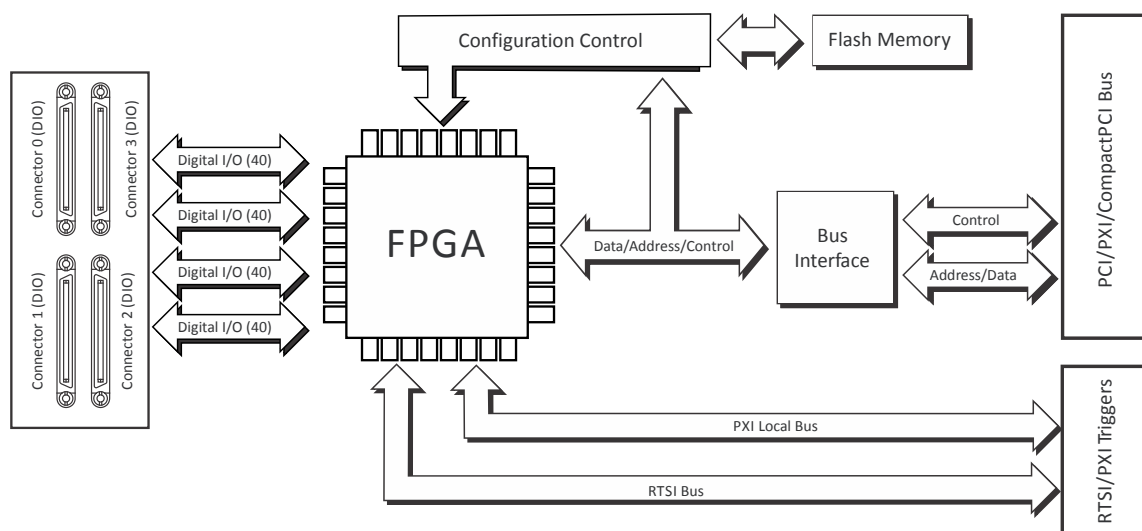 Configuration Control
Flash Memory
Connector 0 (DIO)
Connector 3 (DIO)
Connector 1 (DIO)
Connector 2 (DIO)
Digital I/O (40)
Digital I/O (40)
Digital I/O (40)
Digital I/O (40)
FPGA
Data/Address/Control
Bus
Interface
Control
Address/Data
PCI/PXI/CompactPCI Bus
PXI Local Bus
RTSI Bus
RTSI/PXI Triggers